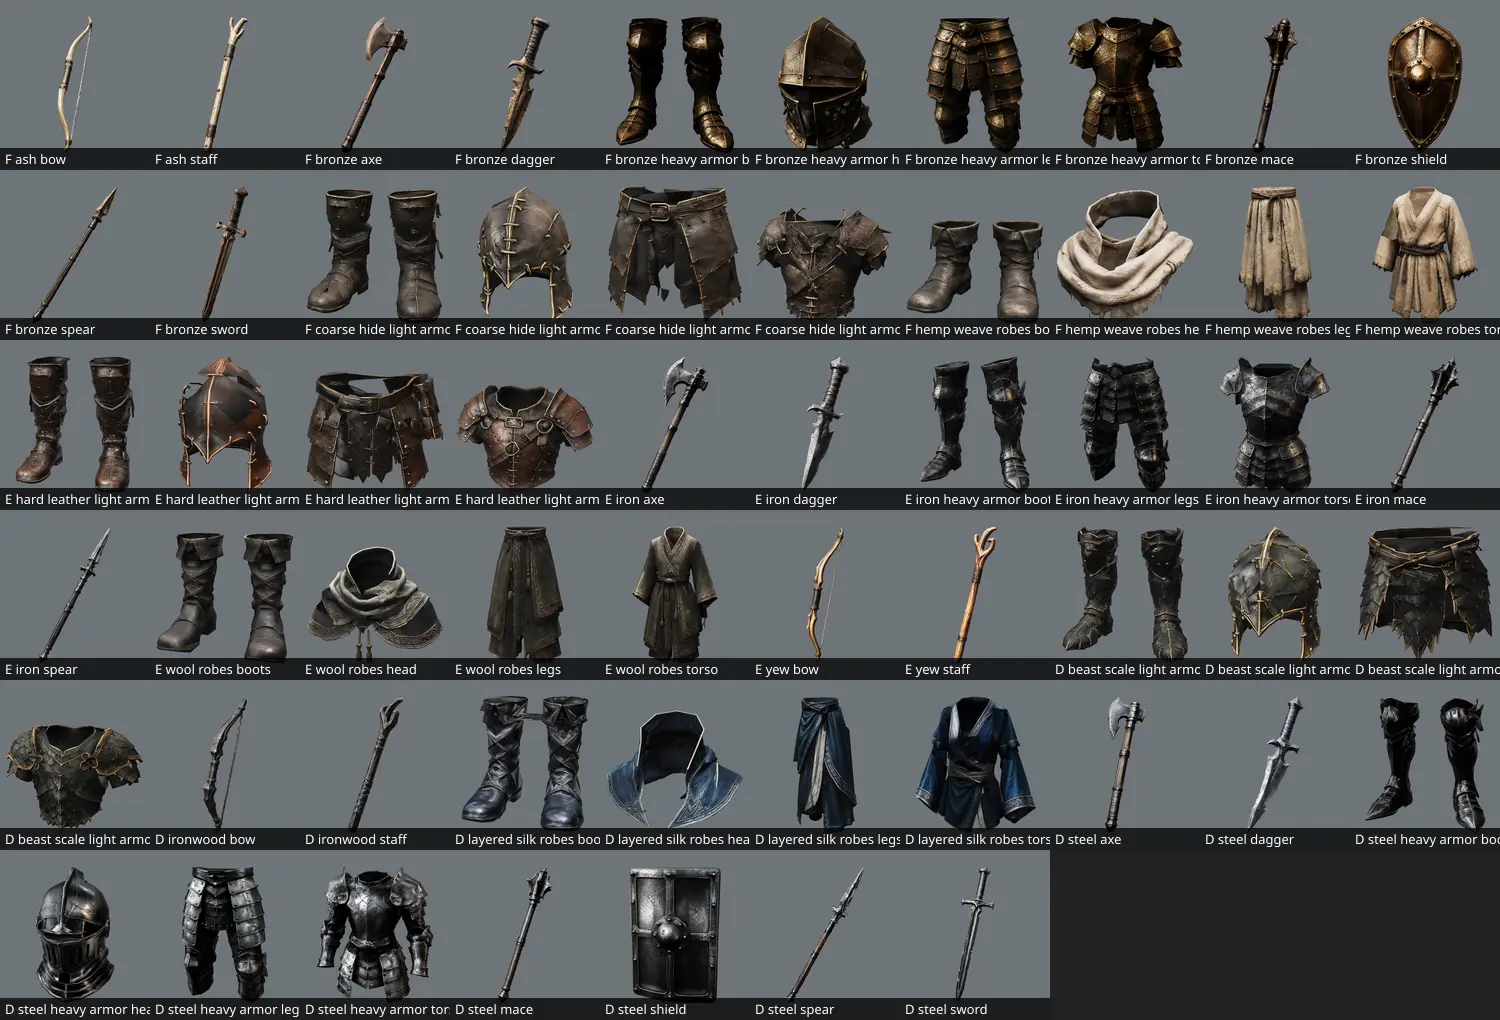 F ash bow
F ash staff
F bronze axe
F bronze dagger
F bronze heavy armor b
F bronze heavy armor h
F bronze heavy armor le
F bronze heavy armor to
F bronze mace
F bronze shield
F bronze spear
F bronze sword
F coarse hide light armo
F coarse hide light armo
F coarse hide light armo
F coarse hide light armo
F hemp weave robes bo
F hemp weave robes he
F hemp weave robes leg
F hemp weave robes tor
E hard leather light arm
E hard leather light arm
E hard leather light arm
E hard leather light arm
E iron axe
E iron dagger
E iron heavy armor boot
E iron heavy armor legs
E iron heavy armor torso
E iron mace
E iron spear
E wool robes boots
E wool robes head
E wool robes legs
E wool robes torso
E yew bow
E yew staff
D beast scale light armo
D beast scale light armo
D beast scale light armo
D beast scale light armo
D ironwood bow
D ironwood staff
D layered silk robes boo
D layered silk robes hea
D layered silk robes legs
D layered silk robes tors
D steel axe
D steel dagger
D steel heavy armor boo
D steel heavy armor hea
D steel heavy armor leg
D steel heavy armor tor
D steel mace
D steel shield
D steel spear
D steel sword